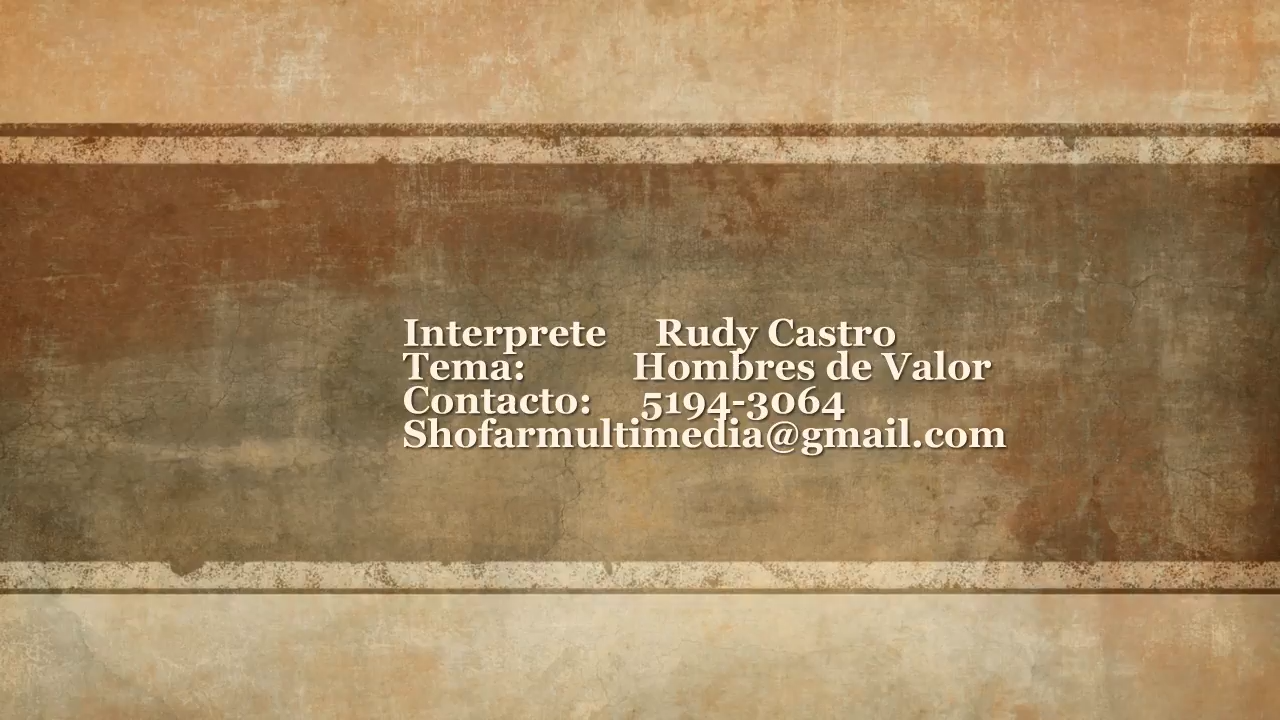 Interprete Rudy Castro
Tema: Hombres de Valor
Contacto: 5194-3064
Shofarmultimedia@gmail.com